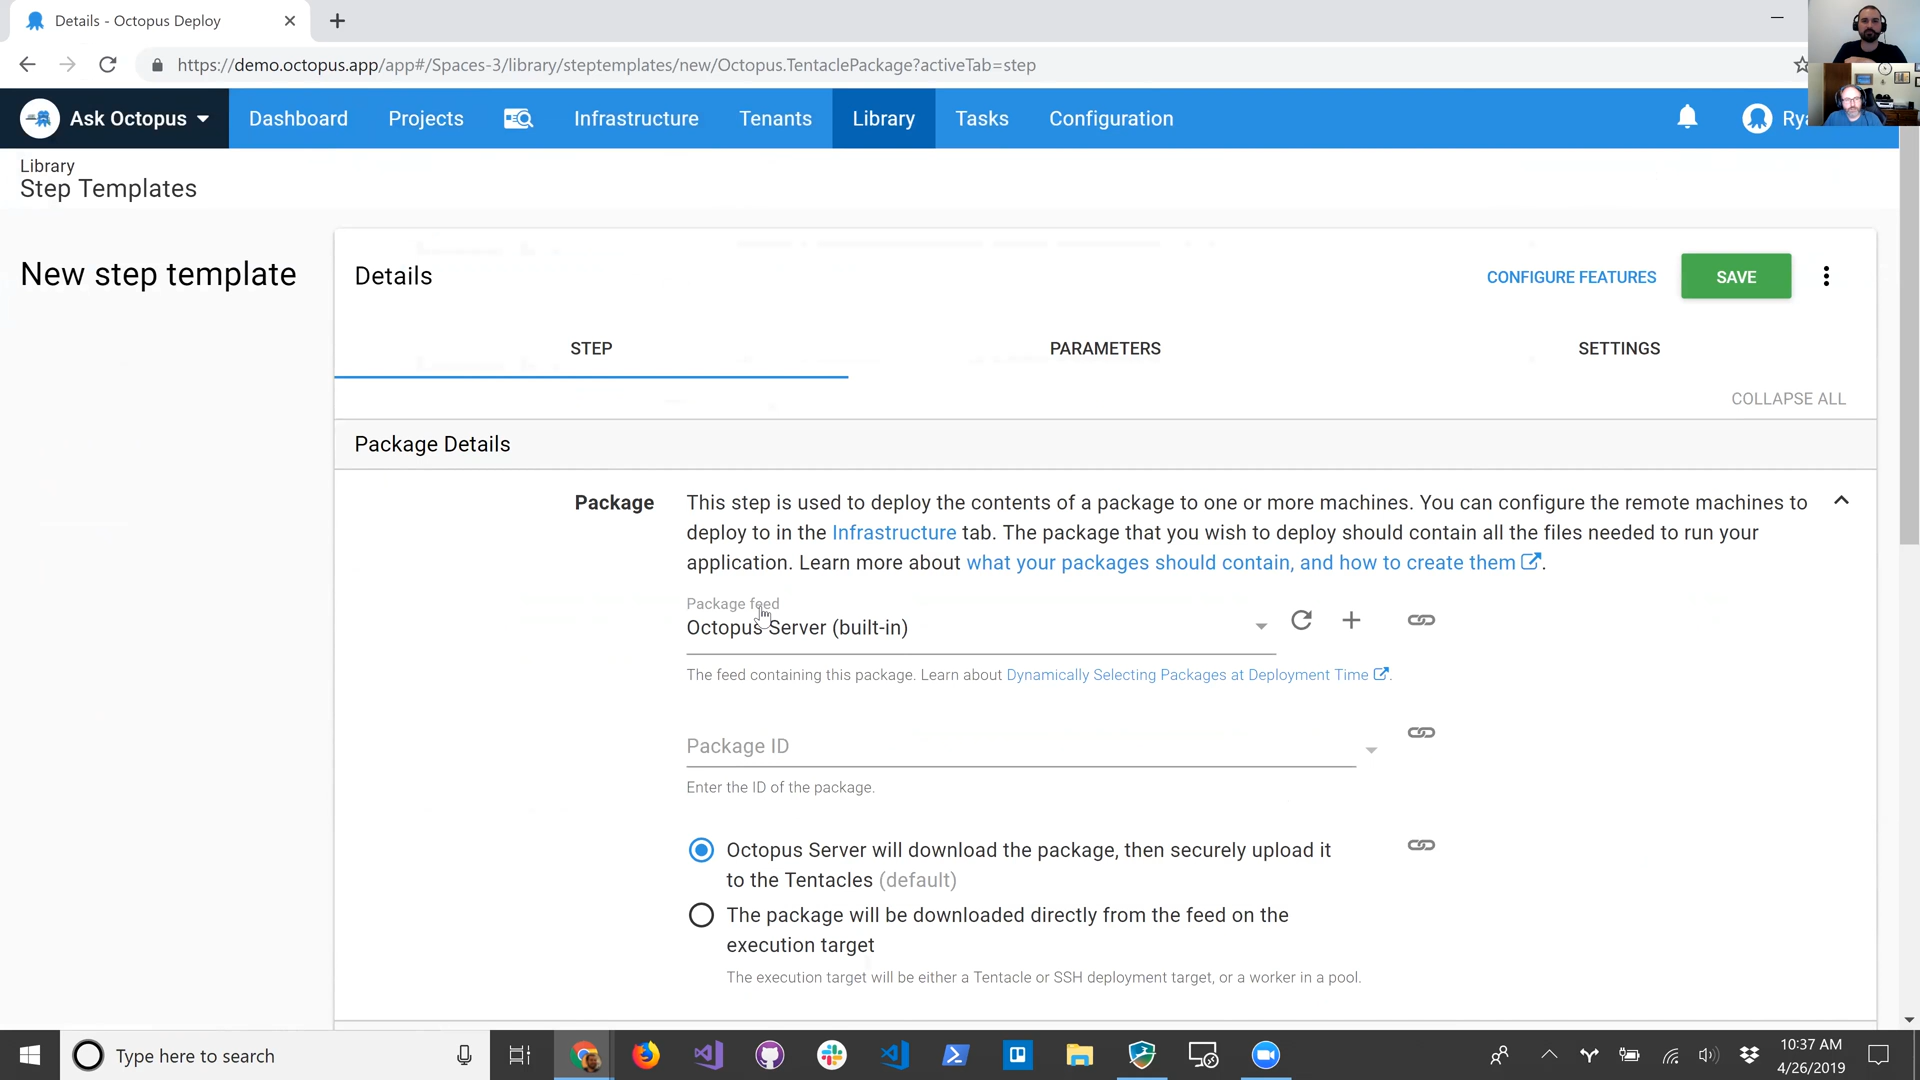 Details - Octopus Deploy
https://demo.octopus.app/app#/Spaces-3/library/steptemplates/new/Octopus.TentaclePackage?activeTab=step
Ask Octopus
Dashboard
Projects
Infrastructure
Tenants
Library
Tasks
Configuration
Rya
Library
Step Templates
New step template
Details
CONFIGURE FEATURES
SAVE
STEP
PARAMETERS
SETTINGS
COLLAPSE ALL
Package Details
Package
This step is used to deploy the contents of a package to one or more machines. You can configure the remote machines to
deploy to in the Infrastructure tab. The package that you wish to deploy should contain all the files needed to run your
application. Learn more about what your packages should contain, and how to create them.
Package feed
Octopus Server (built-in)
The feed containing this package. Learn about Dynamically Selecting Packages at Deployment Time.
Package ID
Enter the ID of the package.
Octopus Server will download the package, then securely upload it
to the Tentacles (default)
The package will be downloaded directly from the feed on the
execution target
The execution target will be either a Tentacle or SSH deployment target, or a worker in a pool.
Type here to search
10:37 AM
4/26/2019